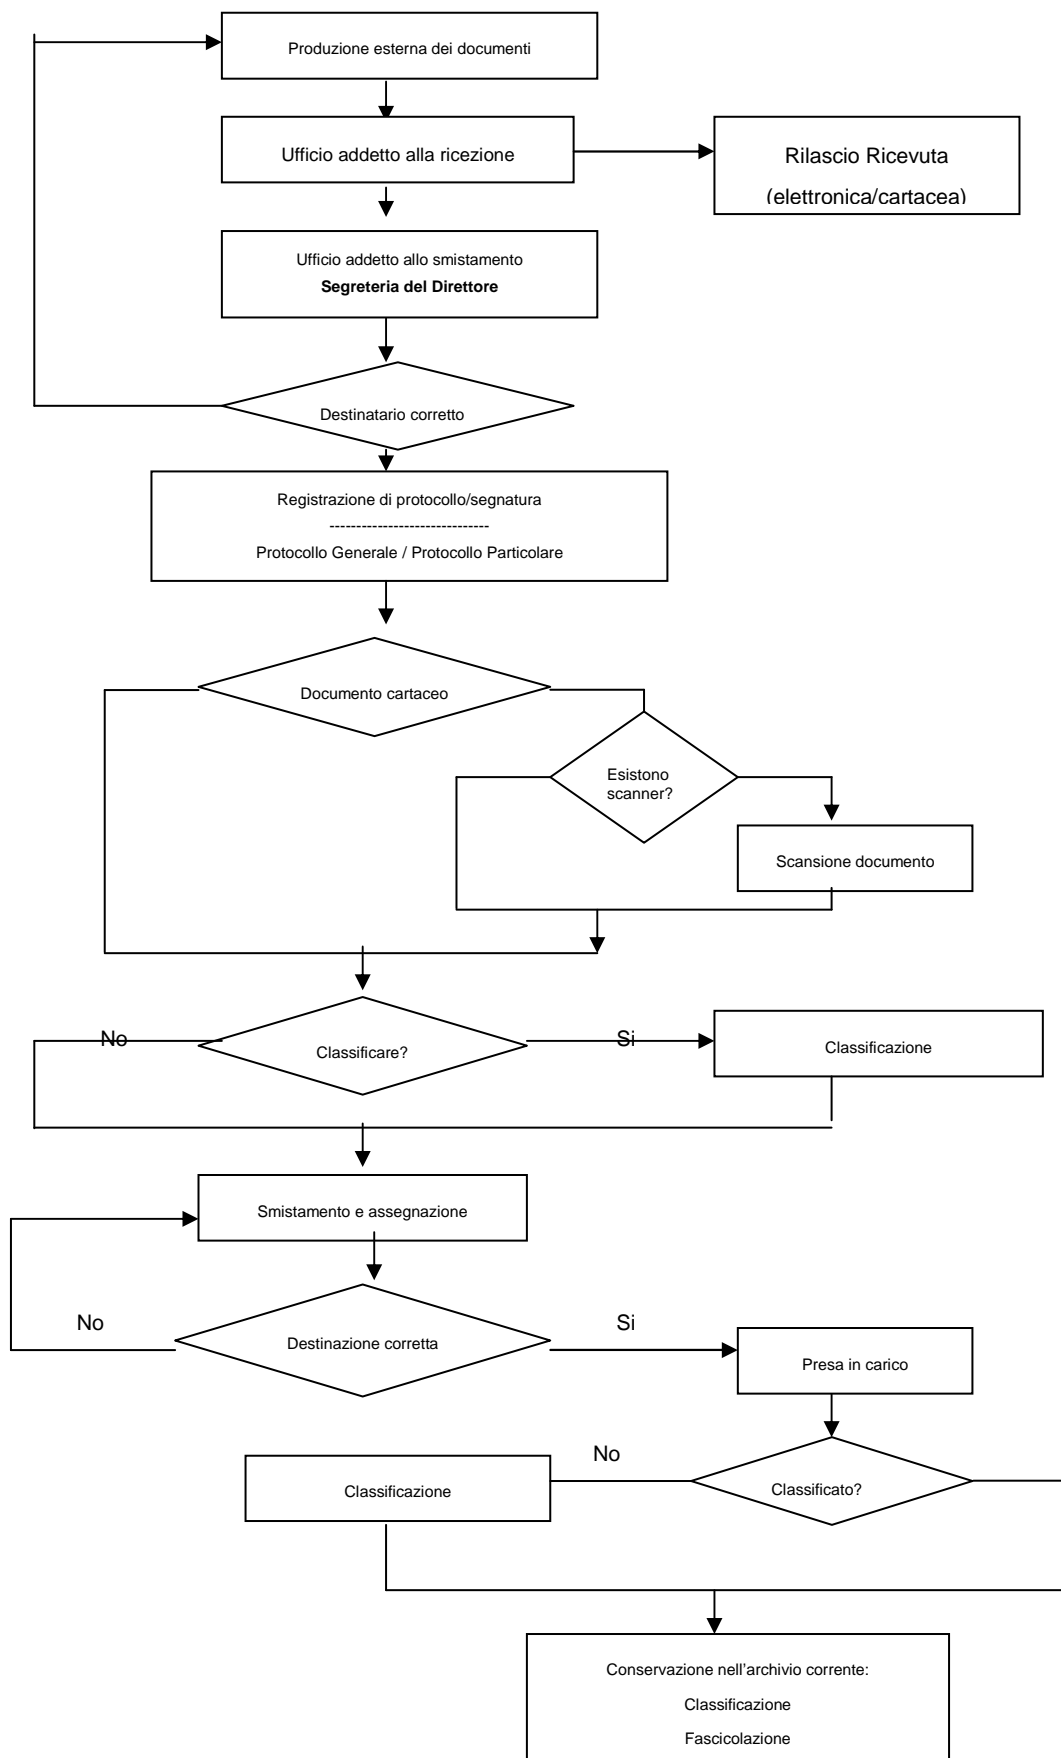 Produzione esterna dei documenti
Ufficio addetto alla ricezione
Rilascio Ricevuta
(elettronica/cartacea)
Ufficio addetto allo smistamento
Segreteria del Direttore
Destinatario corretto
Registrazione di protocollo/segnatura
------------------------------
Protocollo Generale / Protocollo Particolare
Documento cartaceo
Esistono
scanner?
Scansione documento
No
Classificare?
Si
Classificazione
Smistamento e assegnazione
No
Destinazione corretta
Si
Presa in carico
Classificazione
No
Classificato?
Conservazione nell'archivio corrente:
Classificazione
Fascicolazione